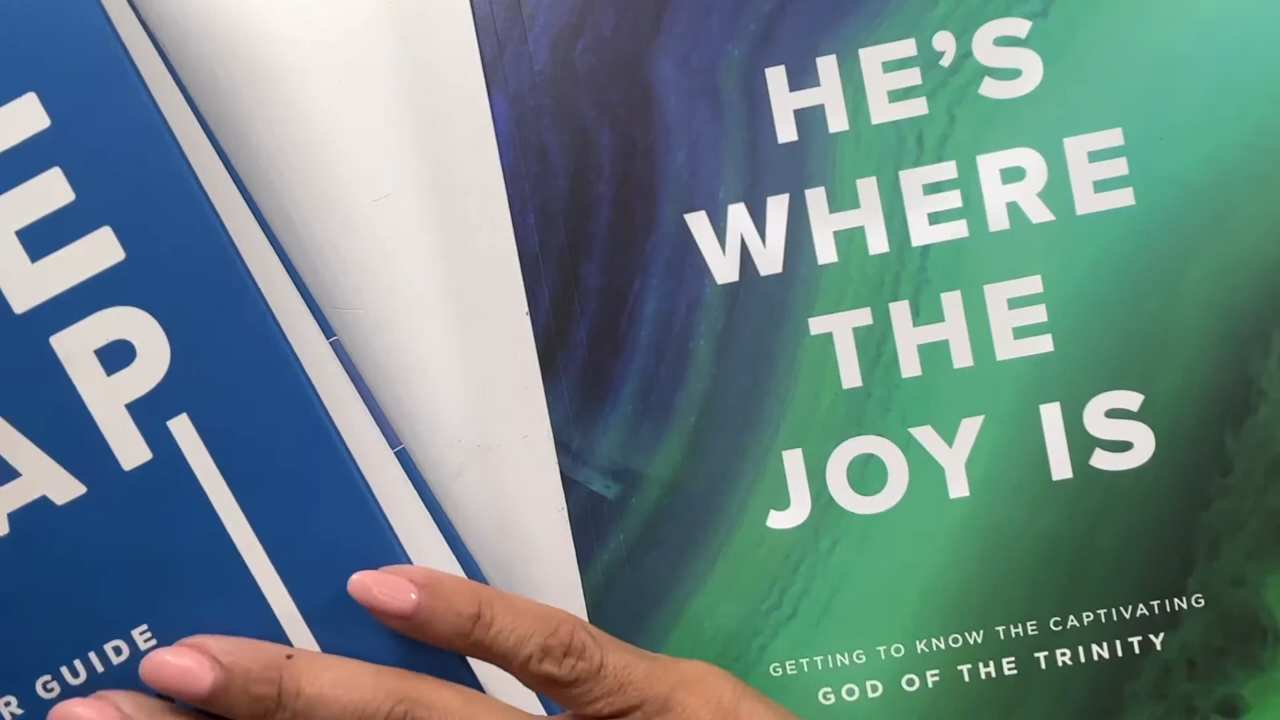 E
AP
R GUIDE
HE'S
WHERE
THE
JOY IS
GETTING TO KNOW THE CAPTIVATING
GOD OF THE TRINITY